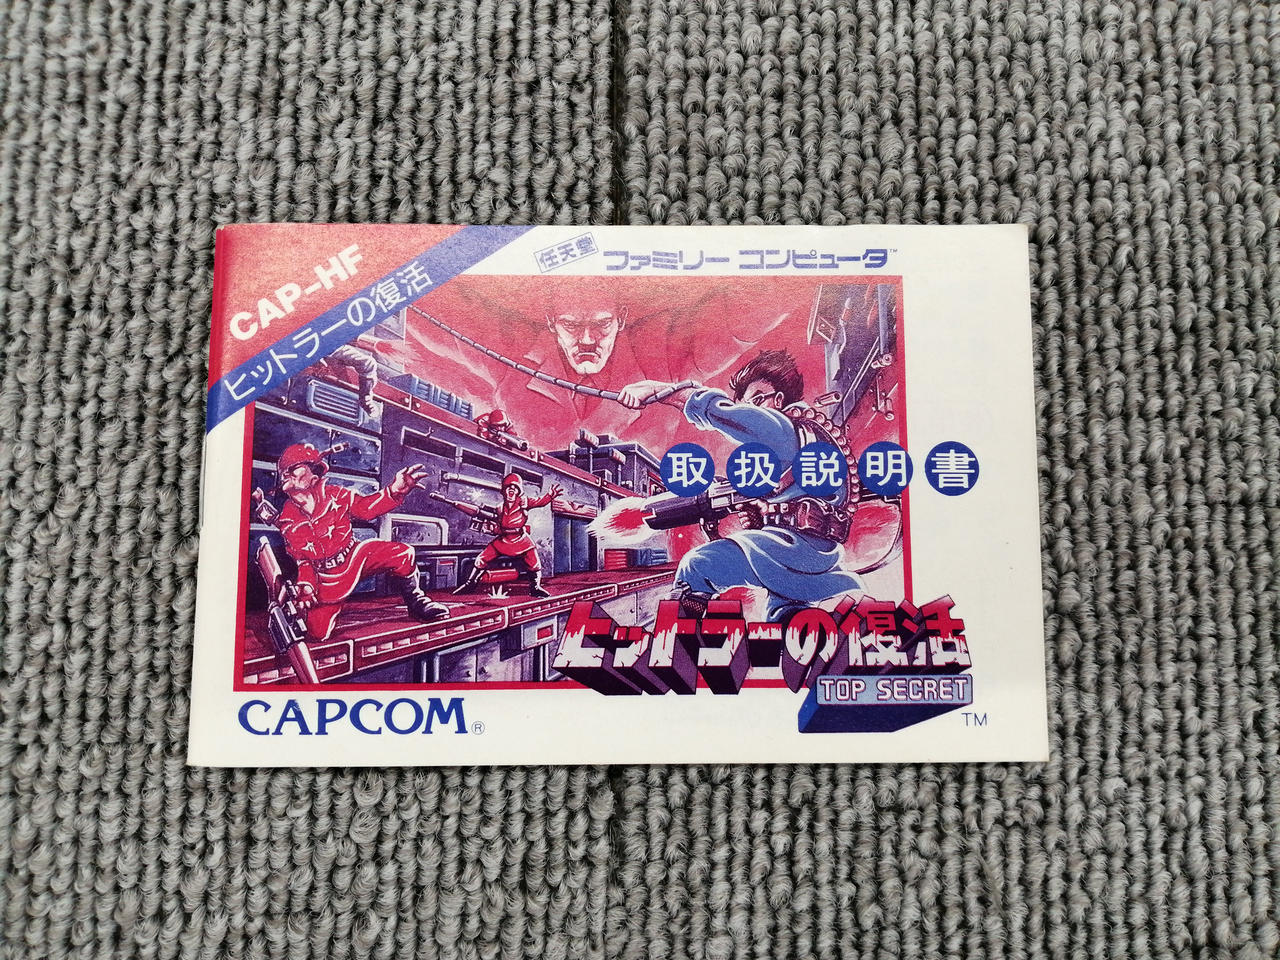 CAP-HF
ヒットラーの復活
任天堂 ファミリー コンピュータ™
取扱説明書
ヒットラーの復活
TOP SECRET
TM
CAPCOM®